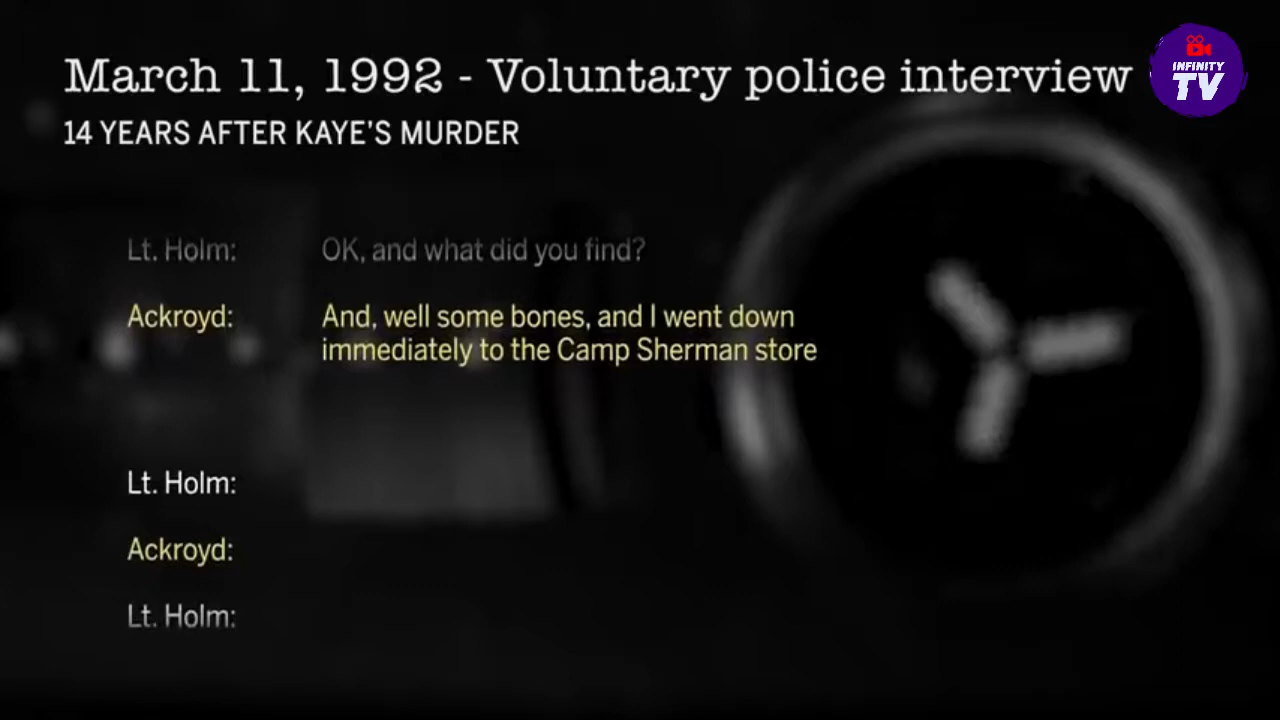 March 11, 1992 - Voluntary police interview
INFINITY
TV
14 YEARS AFTER KAYE'S MURDER
Lt. Holm: OK, and what did you find?
Ackroyd: And, well some bones, and I went down
immediately to the Camp Sherman store
Lt. Holm:
Ackroyd:
Lt. Holm: